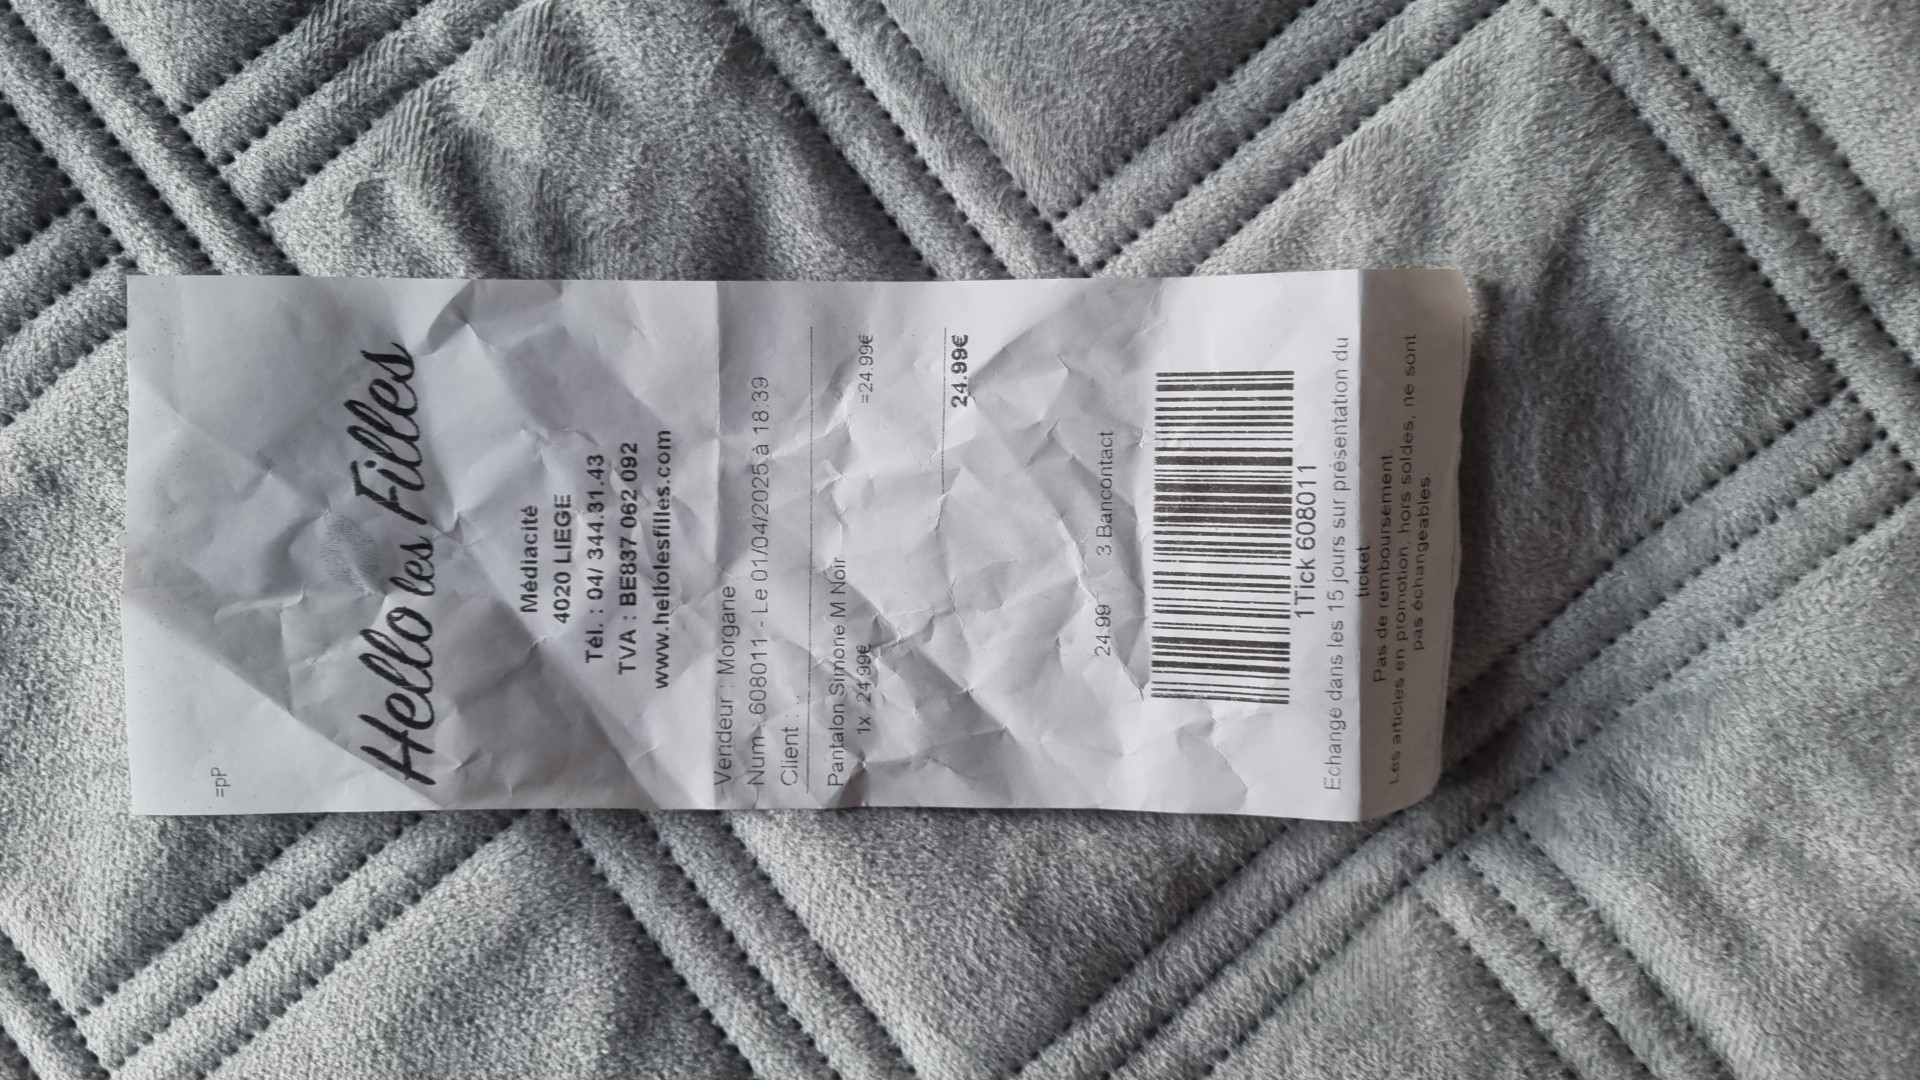 =pP
Hello les Filles
Médiacité
4020 LIEGE
Tél. : 04/ 344.31.43
TVA : BE837 062 092
www.hellolesfilles.com
Vendeur : Morgane
Num : 608011 - Le 01/04/2025 à 18:39
Client :
Pantalon Simone M Noir
1x 24,99€ =24.99€
24.99€
24.99 3 Bancontact
1Tick 608011
Echange dans les 15 jours sur présentation du
ticket.
Pas de remboursement.
Les articles en promotion, hors soldes, ne sont
pas échangeables.